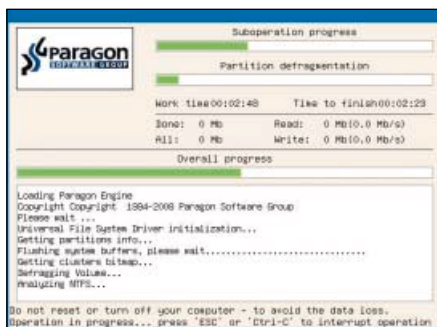 Suboperation progress
Paragon
SOFTWARE GROUP
Partition defragmentation
Work time00:02:48 Time to finish00:02:23
Done: 0 Mb Read: 0 Mb(0.0 Mb/s)
All: 0 Mb Write: 0 Mb(0.0 Mb/s)
Overall progress
Loading Paragon Engine
Copyright Copyright 1994-2008 Paragon Software Group
Please wait ...
Universal File System Driver initialization...
Getting partitions info...
Flushing system buffers, please wait..............................
Getting clusters bitmap...
Defragging Volume...
Analyzing NTFS...
Do not reset or turn off your computer - to avoid the data loss.
Operation in progress... press 'ESC' or 'Ctrl-C' to interrupt operation